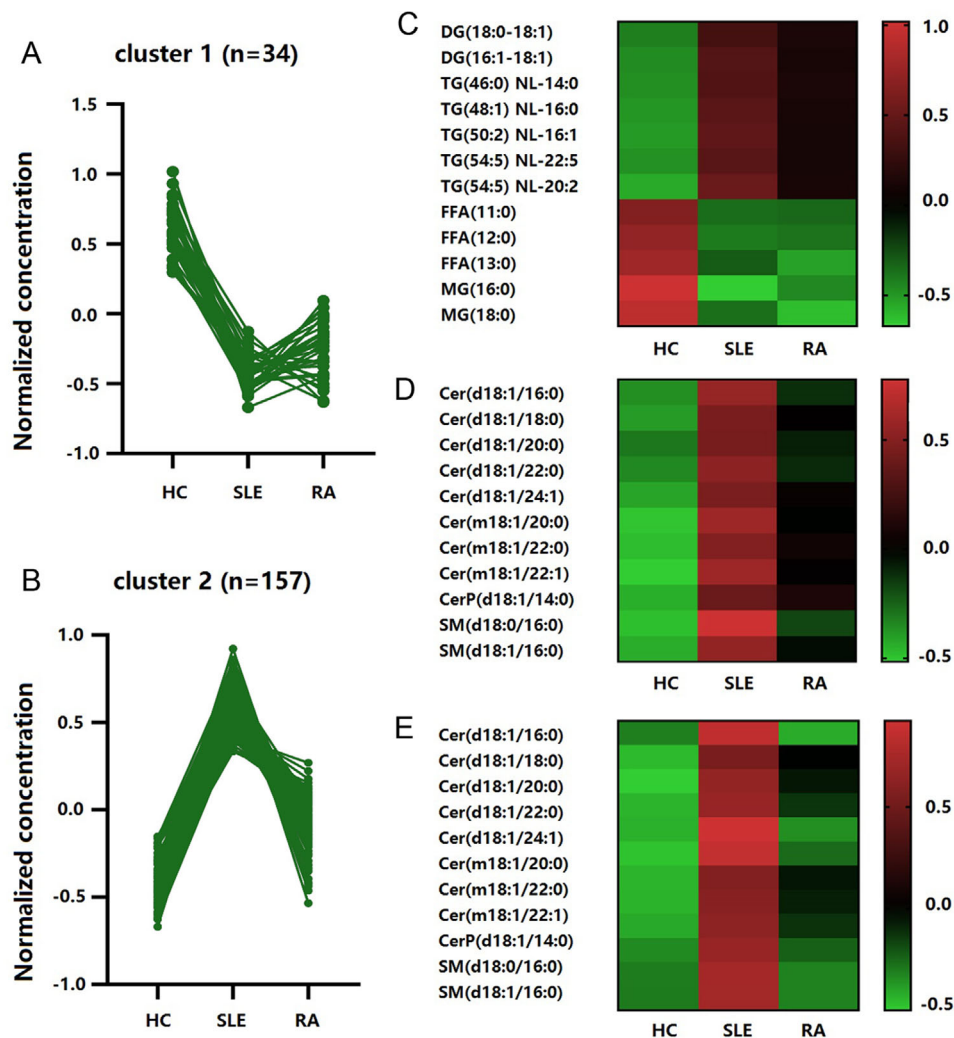 A
cluster 1 (n=34)
Normalized concentration
1.5
1.0
0.5
0.0
-0.5
-1.0
HC SLE RA
B
cluster 2 (n=157)
Normalized concentration
1.0
0.5
0.0
-0.5
-1.0
HC SLE RA
C
DG(18:0-18:1)
DG(16:1-18:1)
TG(46:0) NL-14:0
TG(48:1) NL-16:0
TG(50:2) NL-16:1
TG(54:5) NL-22:5
TG(54:5) NL-20:2
FFA(11:0)
FFA(12:0)
FFA(13:0)
MG(16:0)
MG(18:0)
HC SLE RA
1.0
0.5
0.0
-0.5
D
Cer(d18:1/16:0)
Cer(d18:1/18:0)
Cer(d18:1/20:0)
Cer(d18:1/22:0)
Cer(d18:1/24:1)
Cer(m18:1/20:0)
Cer(m18:1/22:0)
Cer(m18:1/22:1)
CerP(d18:1/14:0)
SM(d18:0/16:0)
SM(d18:1/16:0)
HC SLE RA
0.5
0.0
-0.5
E
Cer(d18:1/16:0)
Cer(d18:1/18:0)
Cer(d18:1/20:0)
Cer(d18:1/22:0)
Cer(d18:1/24:1)
Cer(m18:1/20:0)
Cer(m18:1/22:0)
Cer(m18:1/22:1)
CerP(d18:1/14:0)
SM(d18:0/16:0)
SM(d18:1/16:0)
HC SLE RA
0.5
0.0
-0.5